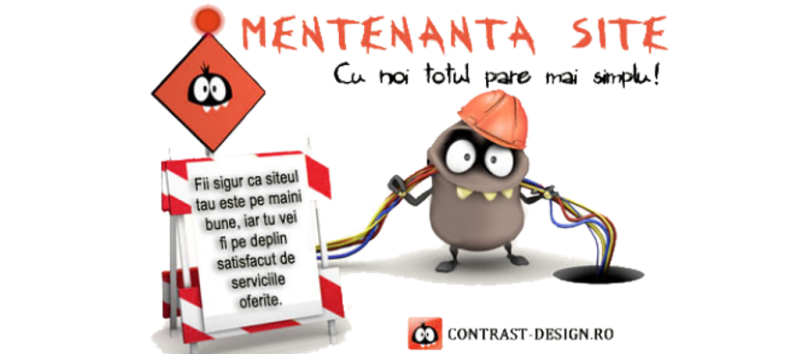 MENTENANTA SITE
Cu noi totul pare mai simplu!
Fii sigur ca siteul
tau este pe maini
bune, iar tu vei
fi pe deplin
satisfacut de
serviciile
oferite.
CONTRAST-DESIGN.RO